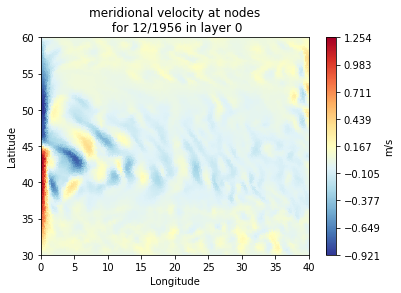 meridional velocity at nodes
for 12/1956 in layer 0
60
55
50
45
40
35
30
Latitude
0 5 10 15 20 25 30 35 40
Longitude
1.254
0.983
0.711
0.439
0.167
−0.105
−0.377
−0.649
−0.921
m/s